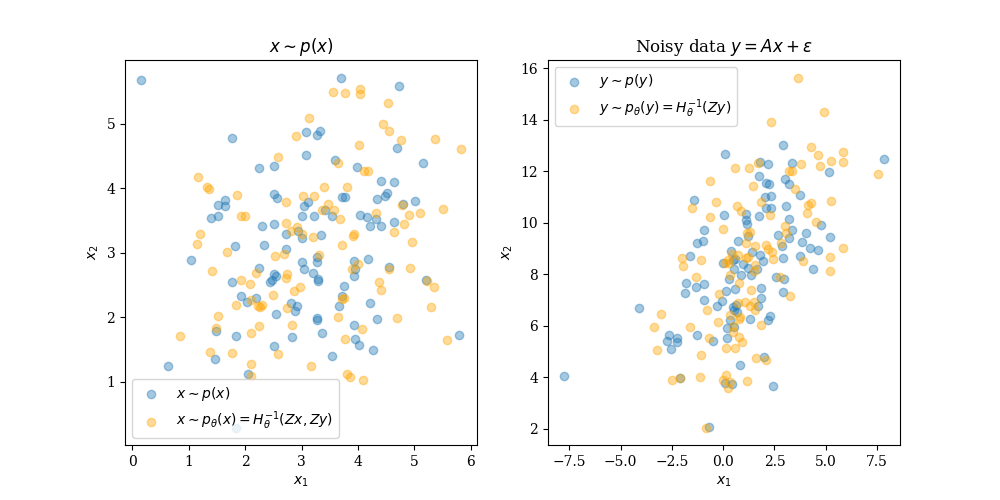 x ~ p(x)
x₂
5
4
3
2
1
x ~ p(x)
x ~ p_θ(x) = H_θ^{-1}(Zx, Zy)
0 1 2 3 4 5 6
x₁
Noisy data y = Ax + ε
x₂
16
14
12
10
8
6
4
2
y ~ p(y)
y ~ p_θ(y) = H_θ^{-1}(Zy)
−7.5 −5.0 −2.5 0.0 2.5 5.0 7.5
x₁